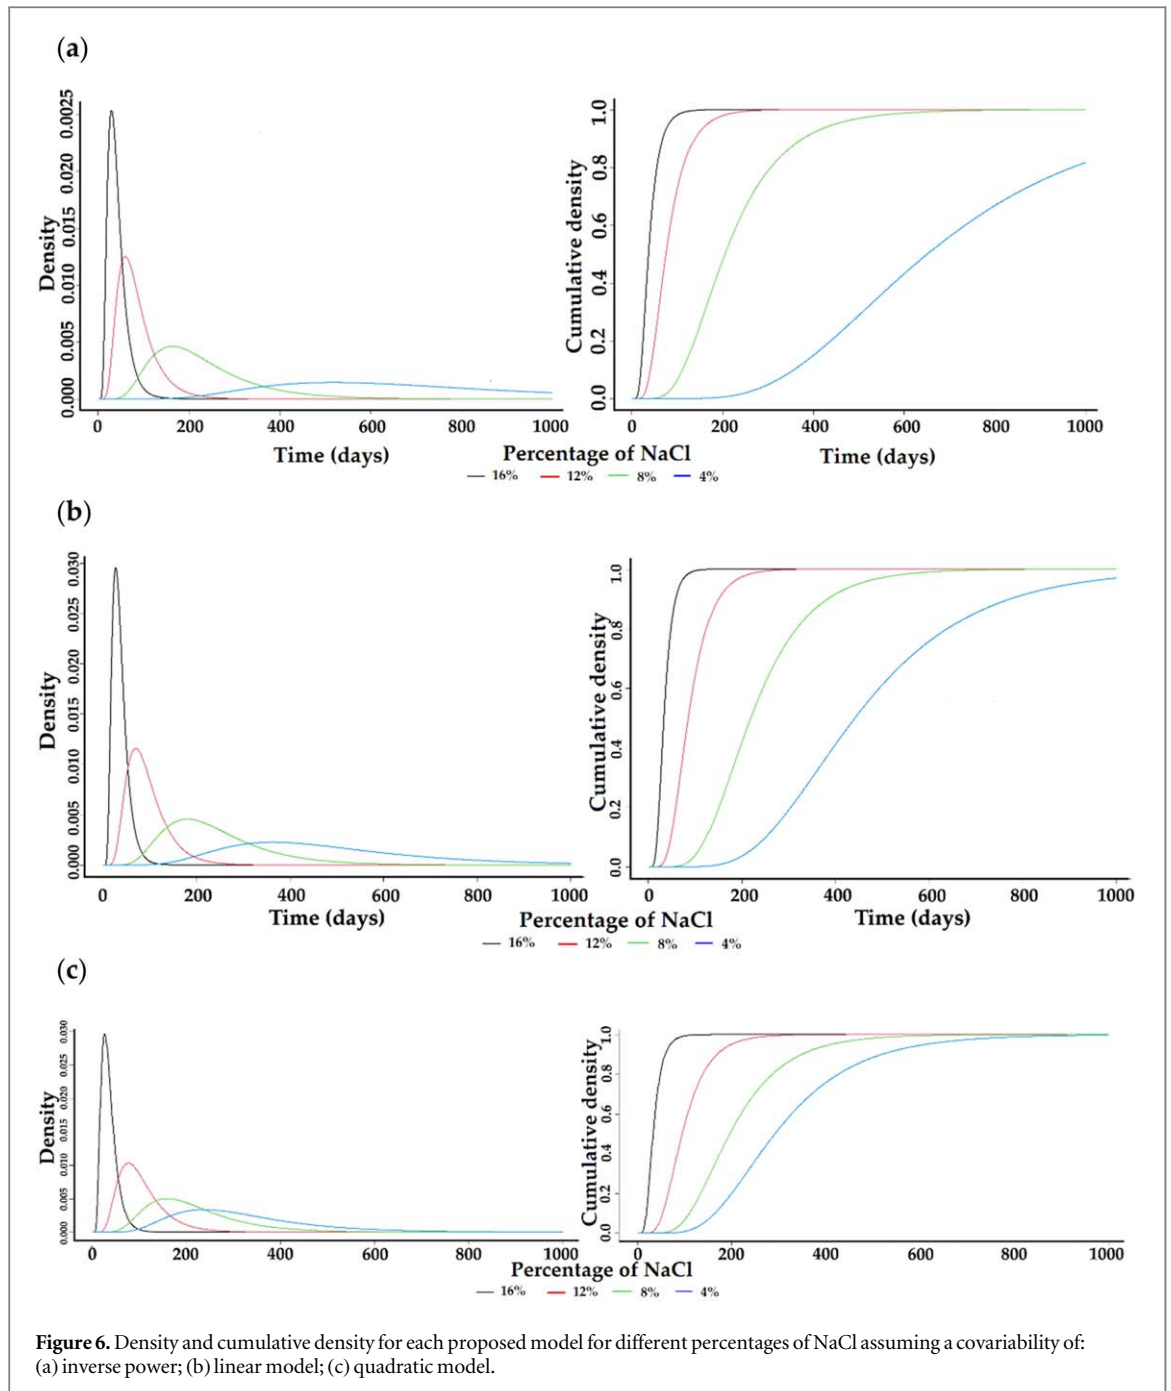 (a)
Density
0.000 0.005 0.010 0.015 0.020 0.0025
0 200 400 600 800 1000
Time (days)
Cumulative density
0.0 0.2 0.4 0.6 0.8 1.0
0 200 400 600 800 1000
Time (days)
Percentage of NaCl
16% 12% 8% 4%
(b)
Density
0.000 0.005 0.010 0.015 0.020 0.025 0.030
0 200 400 600 800 1000
Time (days)
Cumulative density
0.0 0.2 0.4 0.6 0.8 1.0
0 200 400 600 800 1000
Time (days)
Percentage of NaCl
16% 12% 8% 4%
(c)
Density
0.000 0.005 0.010 0.015 0.020 0.025 0.030
0 200 400 600 800 1000
Cumulative density
0.0 0.2 0.4 0.6 0.8 1.0
0 200 400 600 800 1000
Percentage of NaCl
16% 12% 8% 4%
Figure 6. Density and cumulative density for each proposed model for different percentages of NaCl assuming a covariability of:
(a) inverse power; (b) linear model; (c) quadratic model.